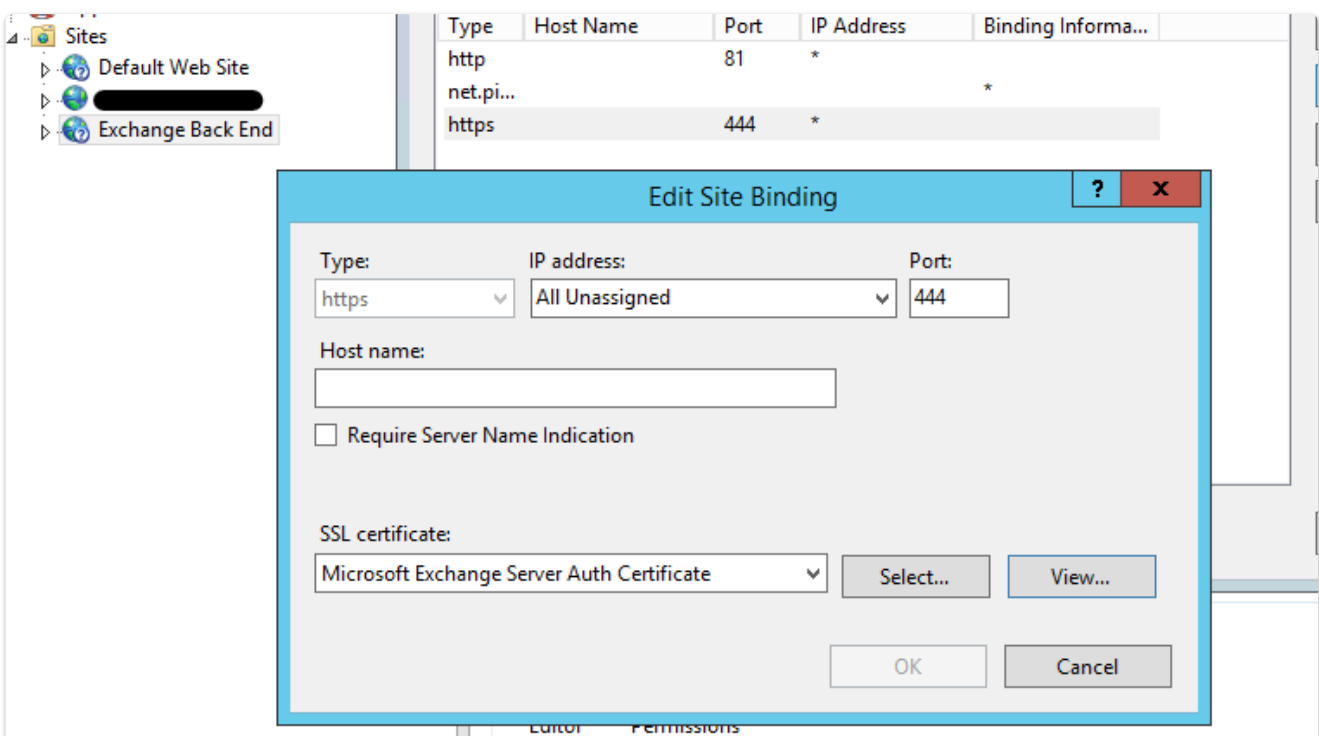 Sites
Default Web Site
Exchange Back End
Type Host Name Port IP Address Binding Informa...
http 81 *
net.pi... *
https 444 *
Edit Site Binding
? x
Type: IP address: Port:
https All Unassigned 444
Host name:
Require Server Name Indication
SSL certificate:
Microsoft Exchange Server Auth Certificate Select... View...
OK Cancel
Editor Permissions